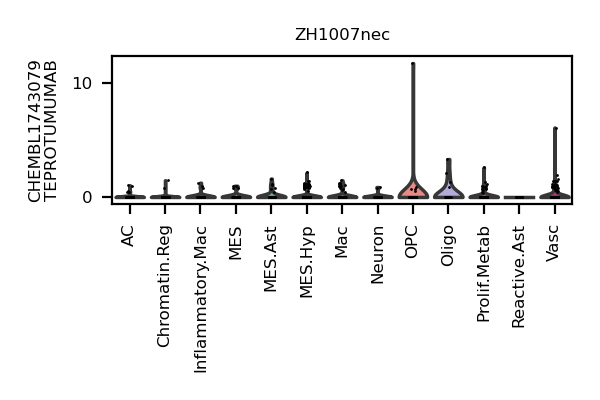 ZH1007nec
CHEMBL1743079
TEPROTUMUMAB
10
0
AC
Chromatin.Reg
Inflammatory.Mac
MES
MES.Ast
MES.Hyp
Mac
Neuron
OPC
Oligo
Prolif.Metab
Reactive.Ast
Vasc